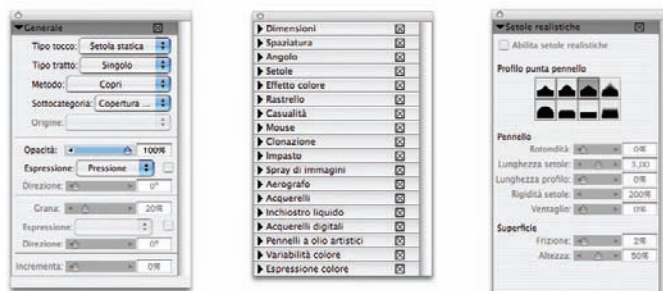 Generale
Tipo tocco: Setola statica
Tipo tratto: Singolo
Metodo: Copri
Sottocategoria: Copertura ...
Origine:
Opacità: 100%
Espressione: Pressione
Direzione: 0°
Grana: 20%
Espressione:
Direzione: 0°
Incrementa: 0%
Dimensioni
Spaziatura
Angolo
Setole
Effetto colore
Rastrello
Casualità
Mouse
Clonazione
Impasto
Spray di immagini
Aerografo
Acquerelli
Inchiostro liquido
Acquerelli digitali
Pennelli a olio artistici
Variabilità colore
Espressione colore
Setole realistiche
Abilita setole realistiche
Profilo punta pennello
Pennello
Rotondità: 0%
Lunghezza setole: 3,00
Lunghezza profilo: 0%
Rigidità setole: 200%
Ventaglio: 0%
Superficie
Frizione: 2%
Altezza: 50%